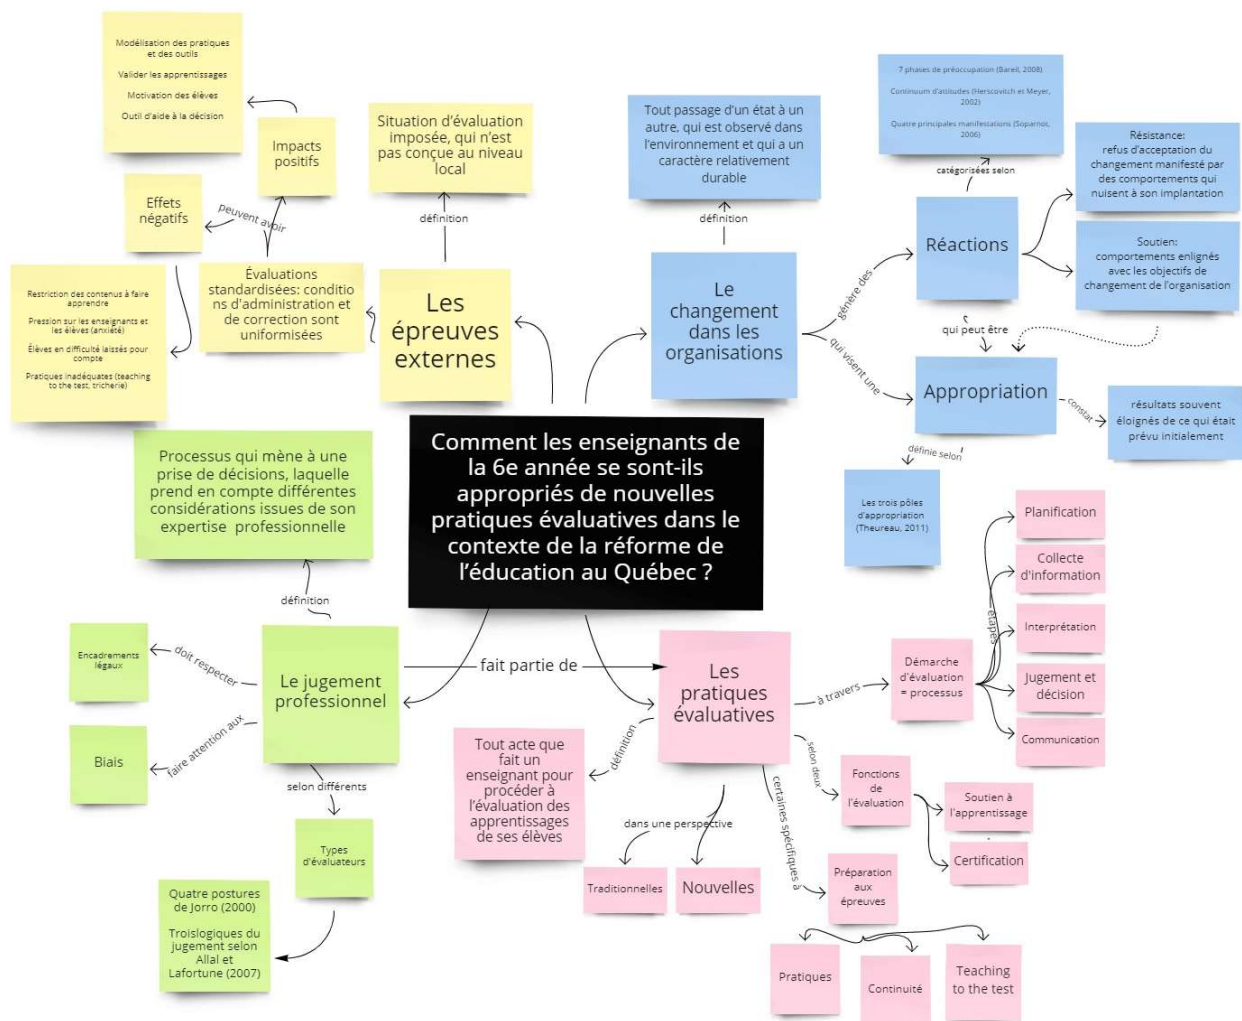 Modélisation des pratiques
et des outils
Valider les apprentissages
Motivation des élèves
Outil d'aide à la décision
Impacts
positifs
Effets
négatifs
peuvent avoir
Restriction des contenus à faire
apprendre
Pression sur les enseignants et
les élèves (anxiété)
Élèves en difficulté laissés pour
compte
Pratiques inadéquates (teaching
to the test, tricherie)
Évaluations
standardisées: conditio
ns d'administration et
de correction sont
uniformisées
Situation d'évaluation
imposée, qui n'est
pas conçue au niveau
local
définition
Les
épreuves
externes
Tout passage d'un état à un
autre, qui est observé dans
l'environnement et qui a un
caractère relativement
durable
définition
Le
changement
dans les
organisations
génère des
qui visent une
7 phases de préoccupation (Bareil, 2008)
Continuum d'attitudes (Herscovitch et Meyer,
2002)
Quatre principales manifestations (Soparnot,
2006)
catégorisées selon
Réactions
Résistance:
refus d'acceptation du
changement manifesté par
des comportements qui
nuisent à son implantation
Soutien:
comportements enlignés
avec les objectifs de
changement de l'organisation
qui peut être
Appropriation
constat
résultats souvent
éloignés de ce qui était
prévu initialement
définie selon
Les trois pôles
d'appropriation
(Theureau, 2011)
Comment les enseignants de
la 6e année se sont-ils
appropriés de nouvelles
pratiques évaluatives dans le
contexte de la réforme de
l'éducation au Québec ?
Processus qui mène à une
prise de décisions, laquelle
prend en compte différentes
considérations issues de son
expertise professionnelle
définition
Le jugement
professionnel
doit respecter
Encadrements
légaux
faire attention aux
Biais
selon différents
Types
d'évaluateurs
Quatre postures
de Jorro (2000)
Troislogiques du
jugement selon
Allal et
Lafortune (2007)
fait partie de
Les
pratiques
évaluatives
définition
Tout acte que
fait un
enseignant pour
procéder à
l'évaluation des
apprentissages
de ses élèves
dans une perspective
Traditionnelles
Nouvelles
certaines spécifiques à
Préparation
aux
épreuves
Pratiques
Continuité
Teaching
to the test
selon deux
Fonctions
de
l'évaluation
Soutien à
l'apprentissage
Certification
à travers
Démarche
d'évaluation
= processus
étapes
Planification
Collecte
d'information
Interprétation
Jugement et
décision
Communication